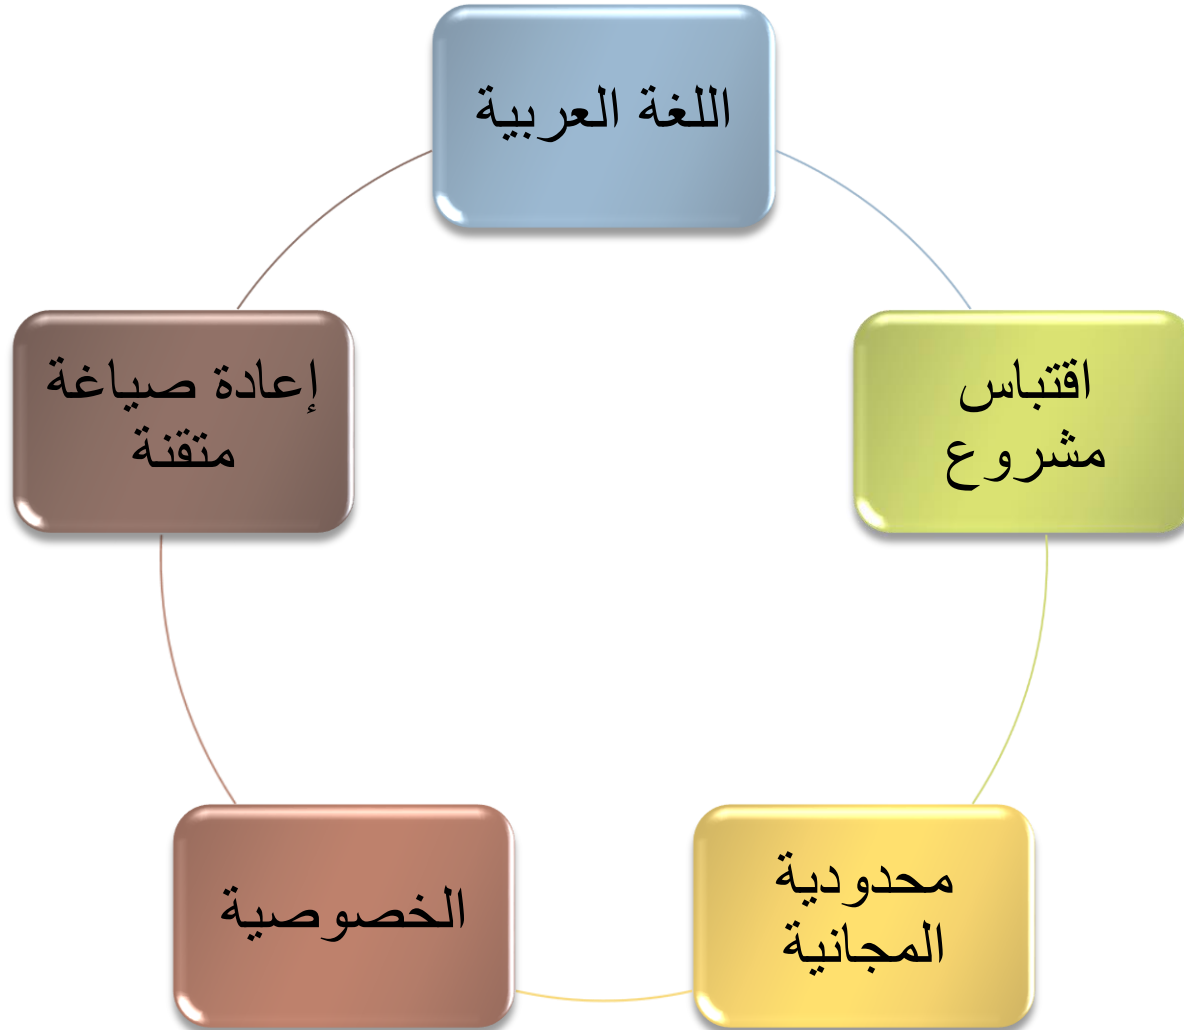 اللغة العربية
اقتباس
مشروع
محدودية
المجانية
الخصوصية
إعادة صياغة
متقنة